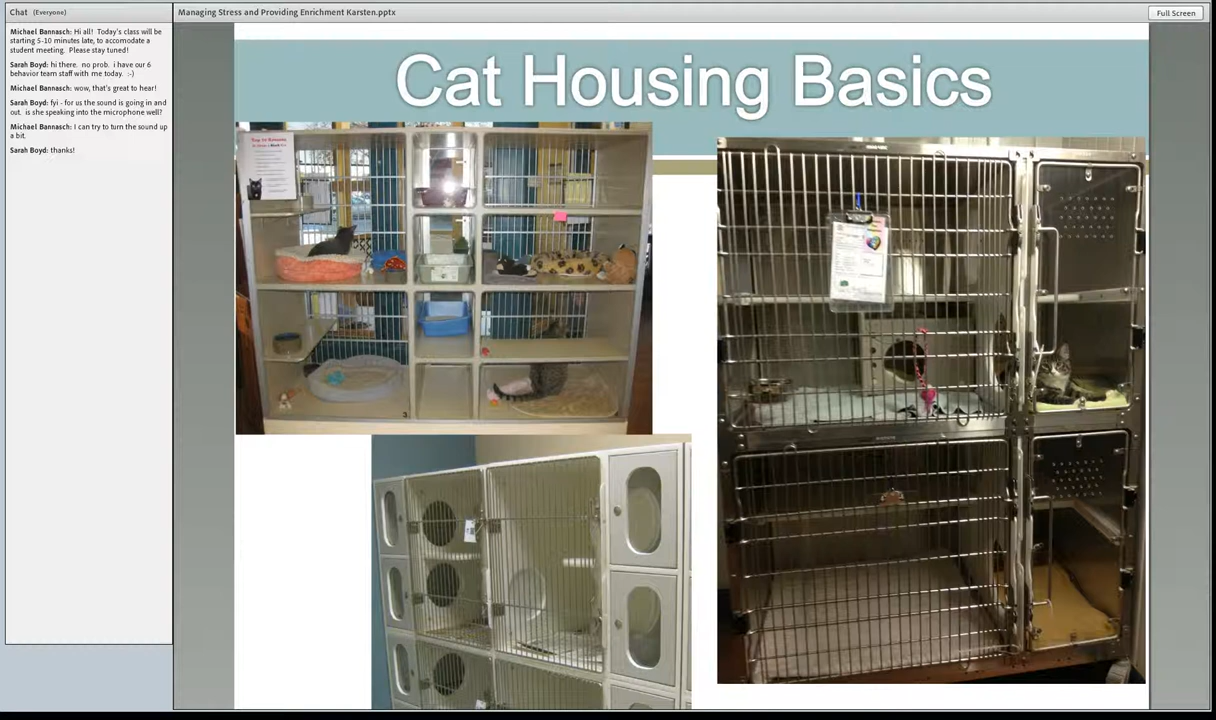 Chat (Everyone)
Michael Bannasch: Hi all! Today's class will be
starting 5-10 minutes late, to accomodate a
student meeting. Please stay tuned!
Sarah Boyd: hi there. no prob. i have our 6
behavior team staff with me today. :-)
Michael Bannasch: wow, that's great to hear!
Sarah Boyd: fyi - for us the sound is going in and
out. is she speaking into the microphone well?
Michael Bannasch: I can try to turn the sound up
a bit.
Sarah Boyd: thanks!
Managing Stress and Providing Enrichment Karsten.pptx
Full Screen
Cat Housing Basics
3